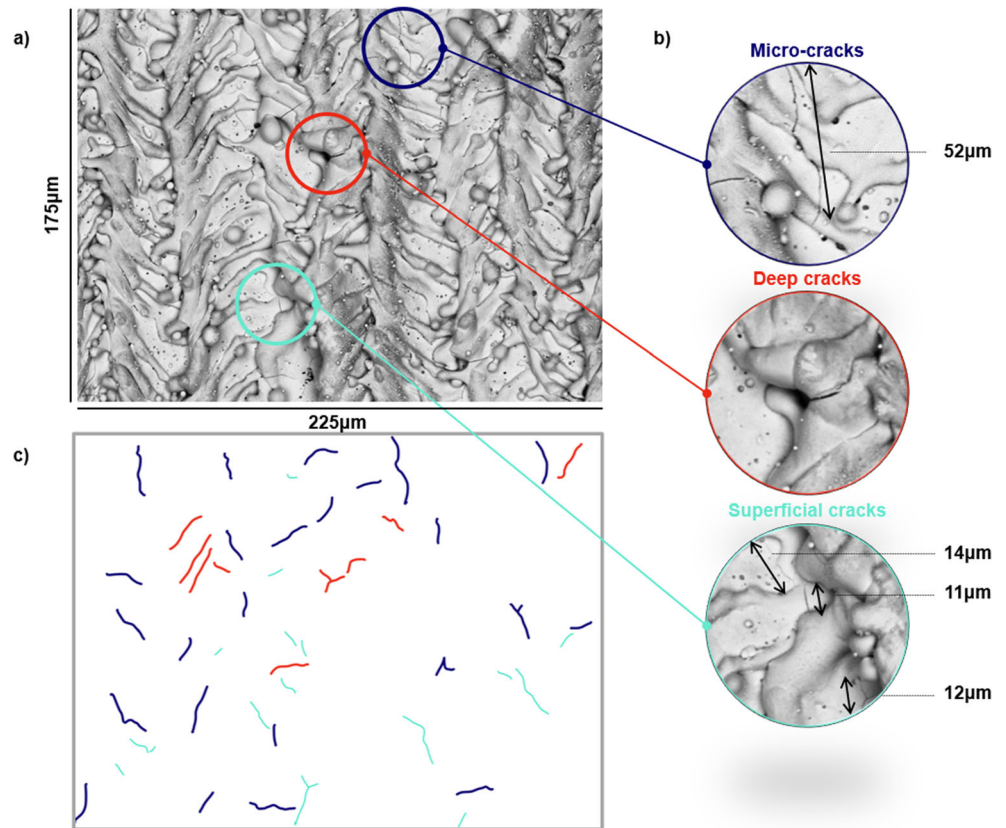 a)
175µm
225µm
b)
Micro-cracks
52µm
Deep cracks
Superficial cracks
14µm
11µm
12µm
c)